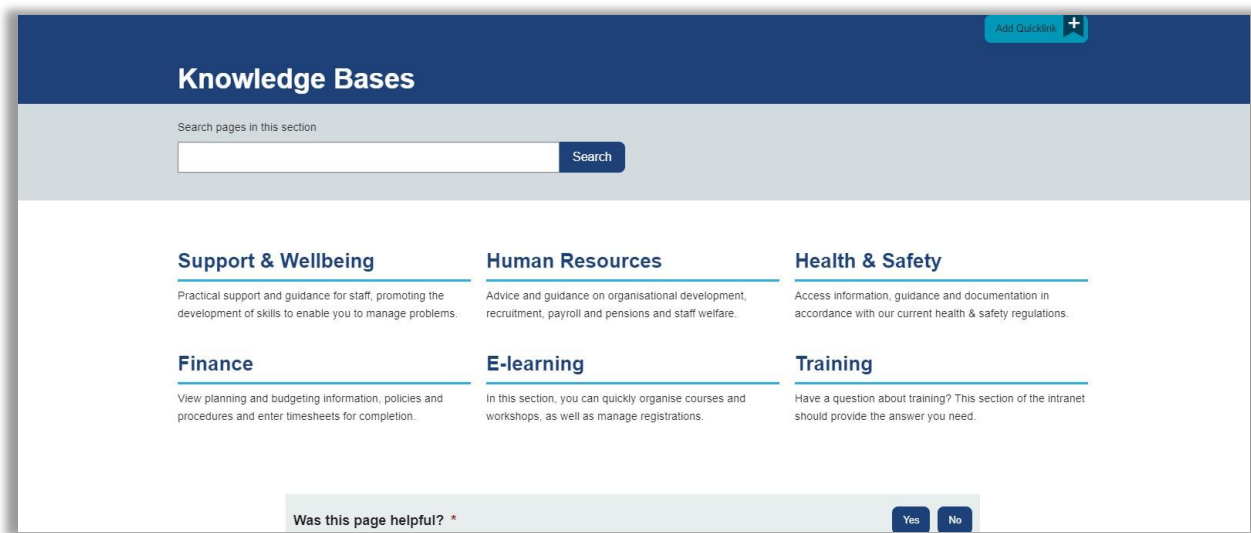 Add Quicklink
Knowledge Bases
Search pages in this section
Search
Support & Wellbeing
Practical support and guidance for staff, promoting the
development of skills to enable you to manage problems.
Human Resources
Advice and guidance on organisational development,
recruitment, payroll and pensions and staff welfare.
Health & Safety
Access information, guidance and documentation in
accordance with our current health & safety regulations.
Finance
View planning and budgeting information, policies and
procedures and enter timesheets for completion.
E-learning
In this section, you can quickly organise courses and
workshops, as well as manage registrations.
Training
Have a question about training? This section of the intranet
should provide the answer you need.
Was this page helpful? *
Yes No